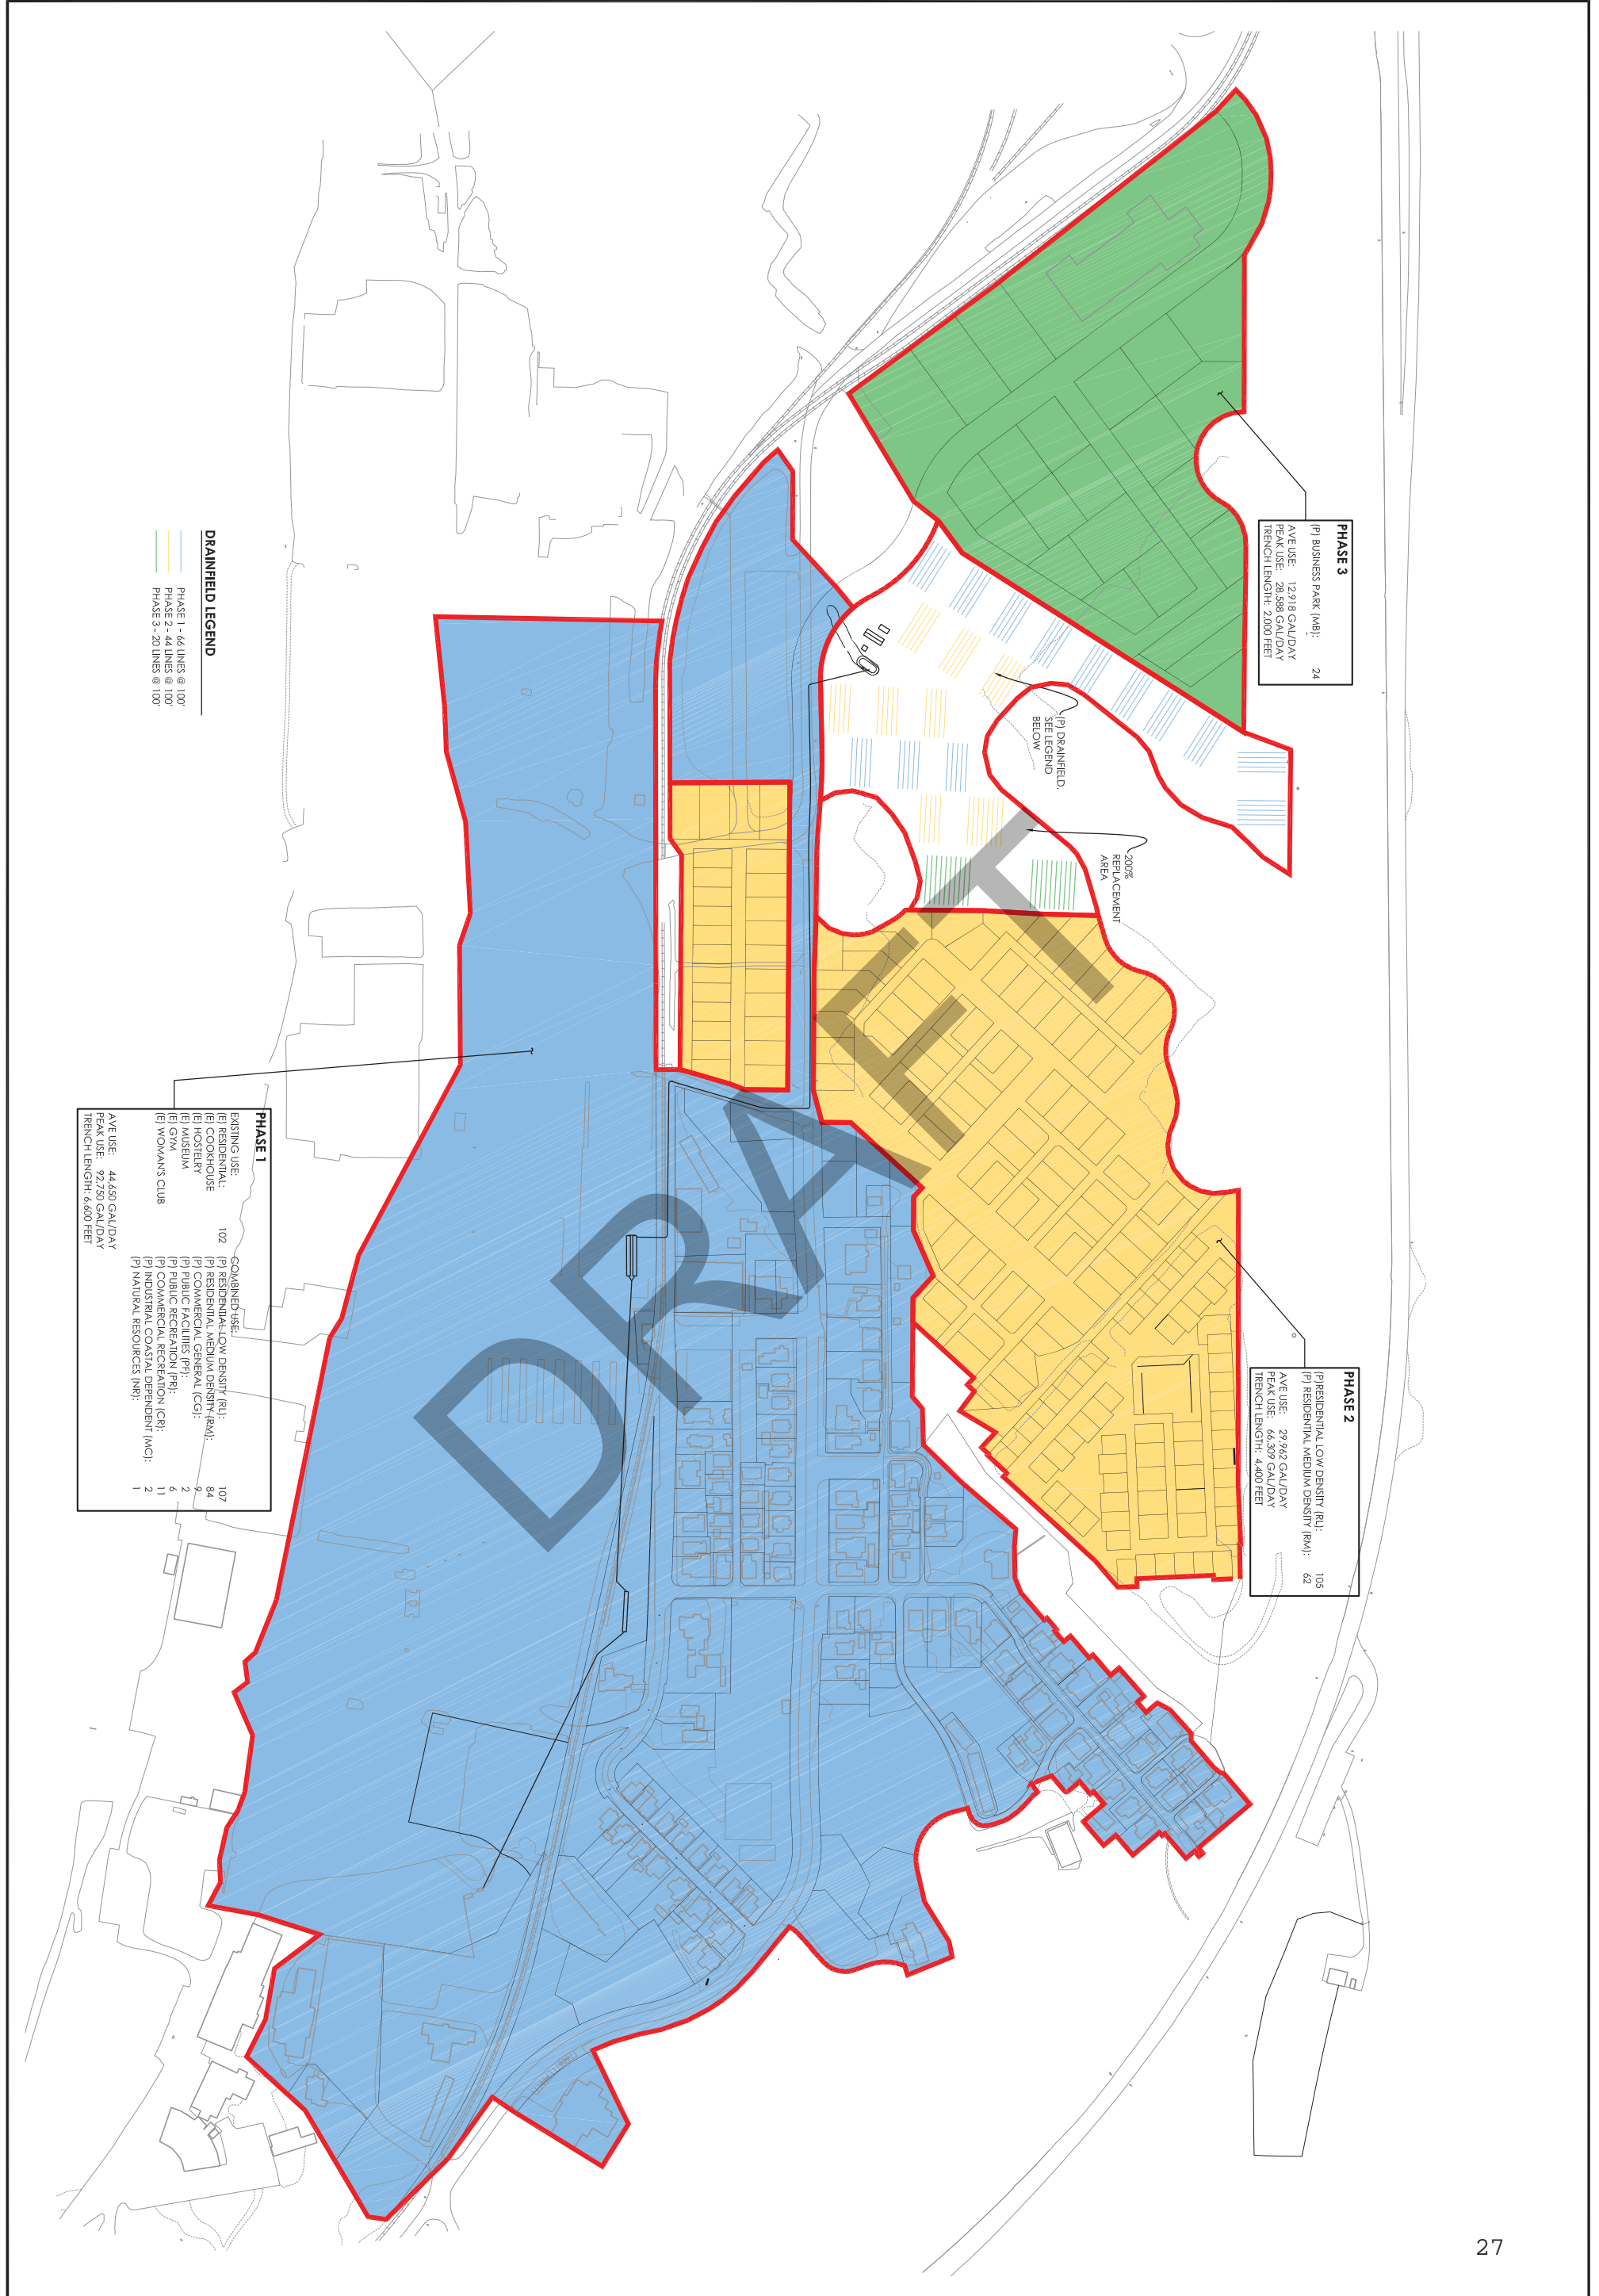 PHASE 3
(P) BUSINESS PARK (MB): 24
AVE USE: 12,918 GAL/DAY
PEAK USE: 28,588 GAL/DAY
TRENCH LENGTH: 2,000 FEET
(P) DRAINFIELD.
SEE LEGEND
BELOW
200%
REPLACEMENT
AREA
PHASE 2
(P)RESIDENTIAL LOW DENSITY (RL): 105
(P) RESIDENTIAL MEDIUM DENSITY (RM): 62
AVE USE: 29,962 GAL/DAY
PEAK USE: 66,309 GAL/DAY
TRENCH LENGTH: 4,400 FEET
DRAINFIELD LEGEND
PHASE 1 - 66 LINES @ 100'
PHASE 2 - 44 LINES @ 100'
PHASE 3 - 20 LINES @ 100'
PHASE 1
EXISTING USE:
(E) RESIDENTIAL: 102
(E) COOKHOUSE
(E) HOSTELRY
(E) MUSEUM
(E) GYM
(E) WOMAN'S CLUB
COMBINED USE:
(P) RESIDENTIAL LOW DENSITY (RL): 107
(P) RESIDENTIAL MEDIUM DENSITY (RM): 84
(P) COMMERCIAL GENERAL (CG): 9
(P) PUBLIC FACILITIES (PF): 2
(P) PUBLIC RECREATION (PR): 6
(P) COMMERCIAL RECREATION (CR): 11
(P) INDUSTRIAL COASTAL DEPENDENT (MC): 2
(P) NATURAL RESOURCES (NR): 1
AVE USE: 44,650 GAL/DAY
PEAK USE: 92,750 GAL/DAY
TRENCH LENGTH: 6,600 FEET
DRAFT
27